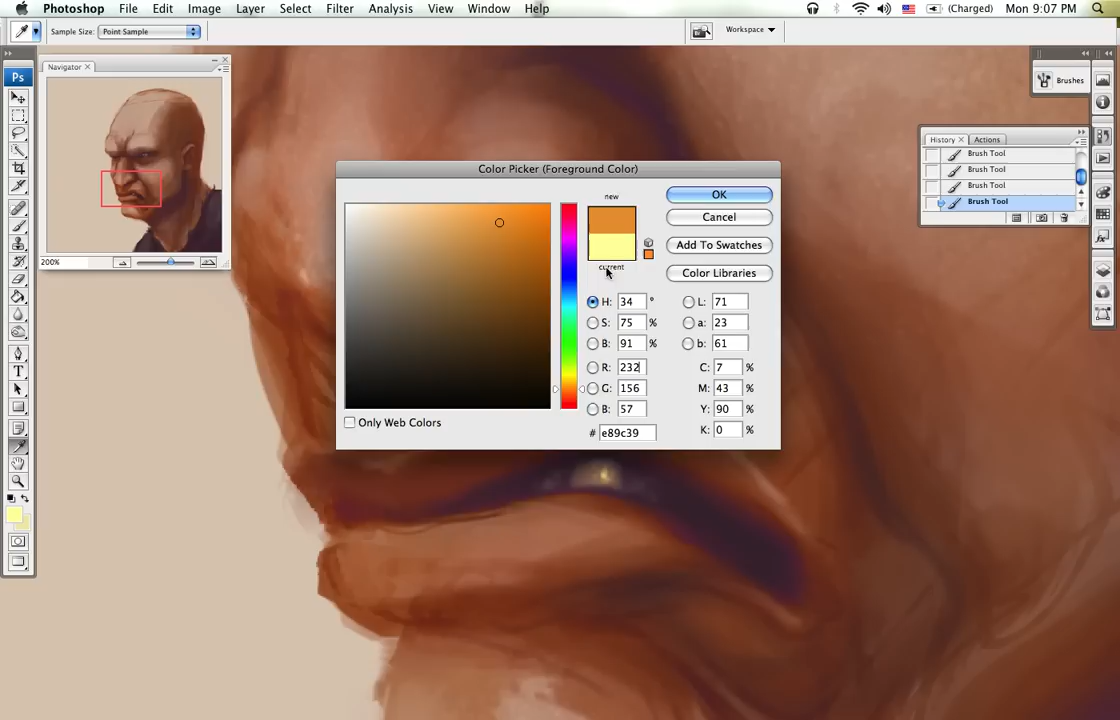 Photoshop File Edit Image Layer Select Filter Analysis View Window Help (Charged) Mon 9:07 PM
Sample Size: Point Sample Workspace
Navigator ×
Ps
Brushes
200%
History × Actions
Brush Tool
Brush Tool
Brush Tool
Brush Tool
Color Picker (Foreground Color)
new
current
OK
Cancel
Add To Swatches
Color Libraries
H: 34 ° L: 71
S: 75 % a: 23
B: 91 % b: 61
R: 232 C: 7 %
G: 156 M: 43 %
B: 57 Y: 90 %
# e89c39 K: 0 %
Only Web Colors
T